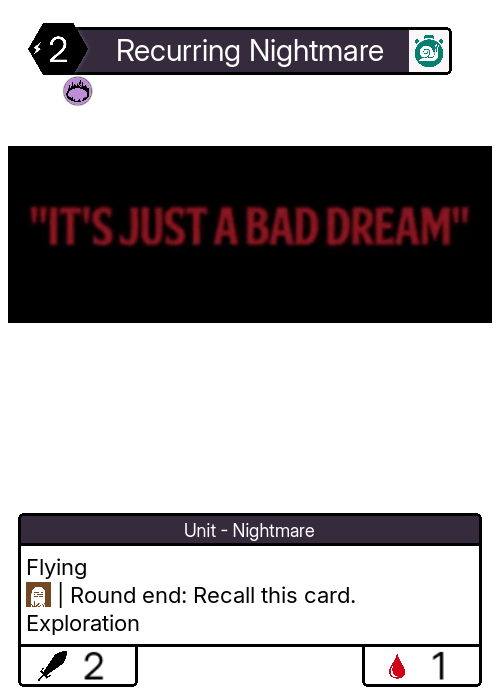 2 Recurring Nightmare
"IT'S JUST A BAD DREAM"
Unit - Nightmare
Flying
| Round end: Recall this card.
Exploration
2 1